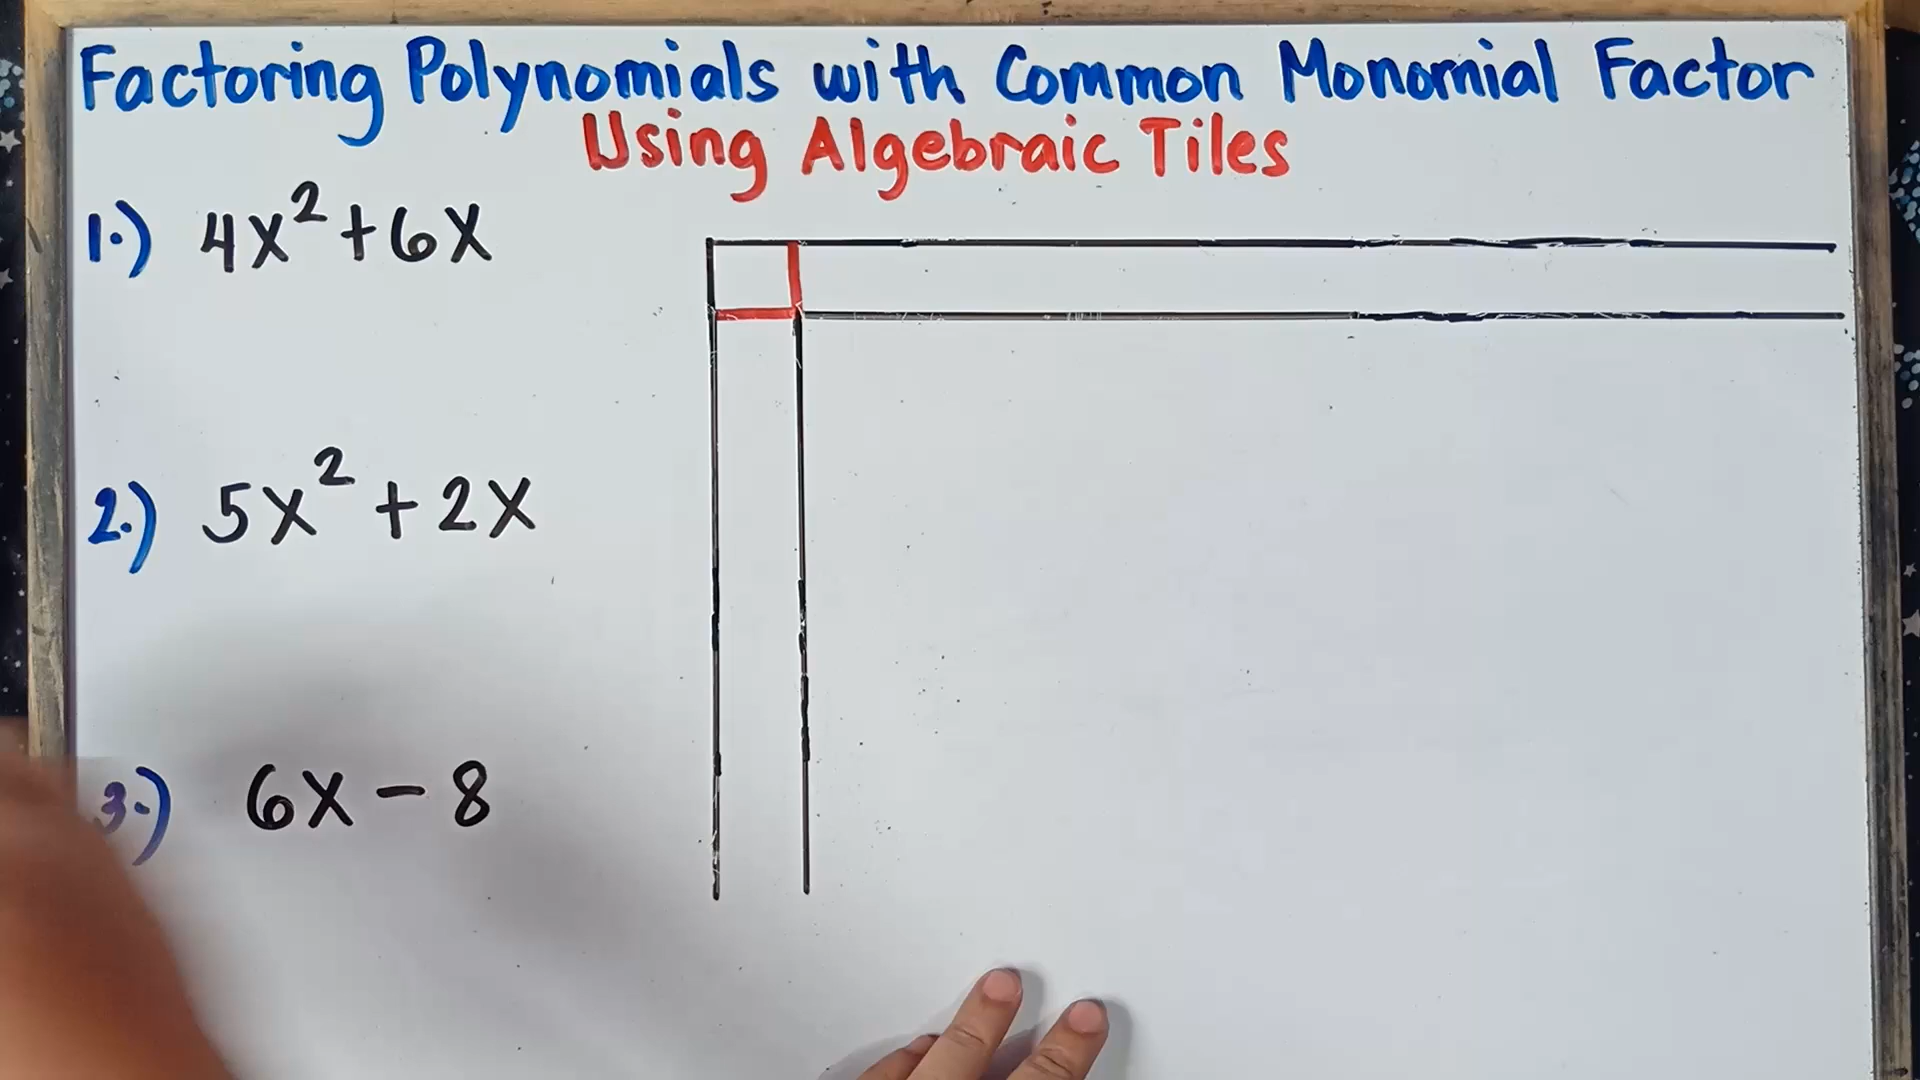 Factoring Polynomials with Common Monomial Factor
Using Algebraic Tiles
1.) 4x² + 6x
2.) 5x² + 2x
3.) 6x - 8